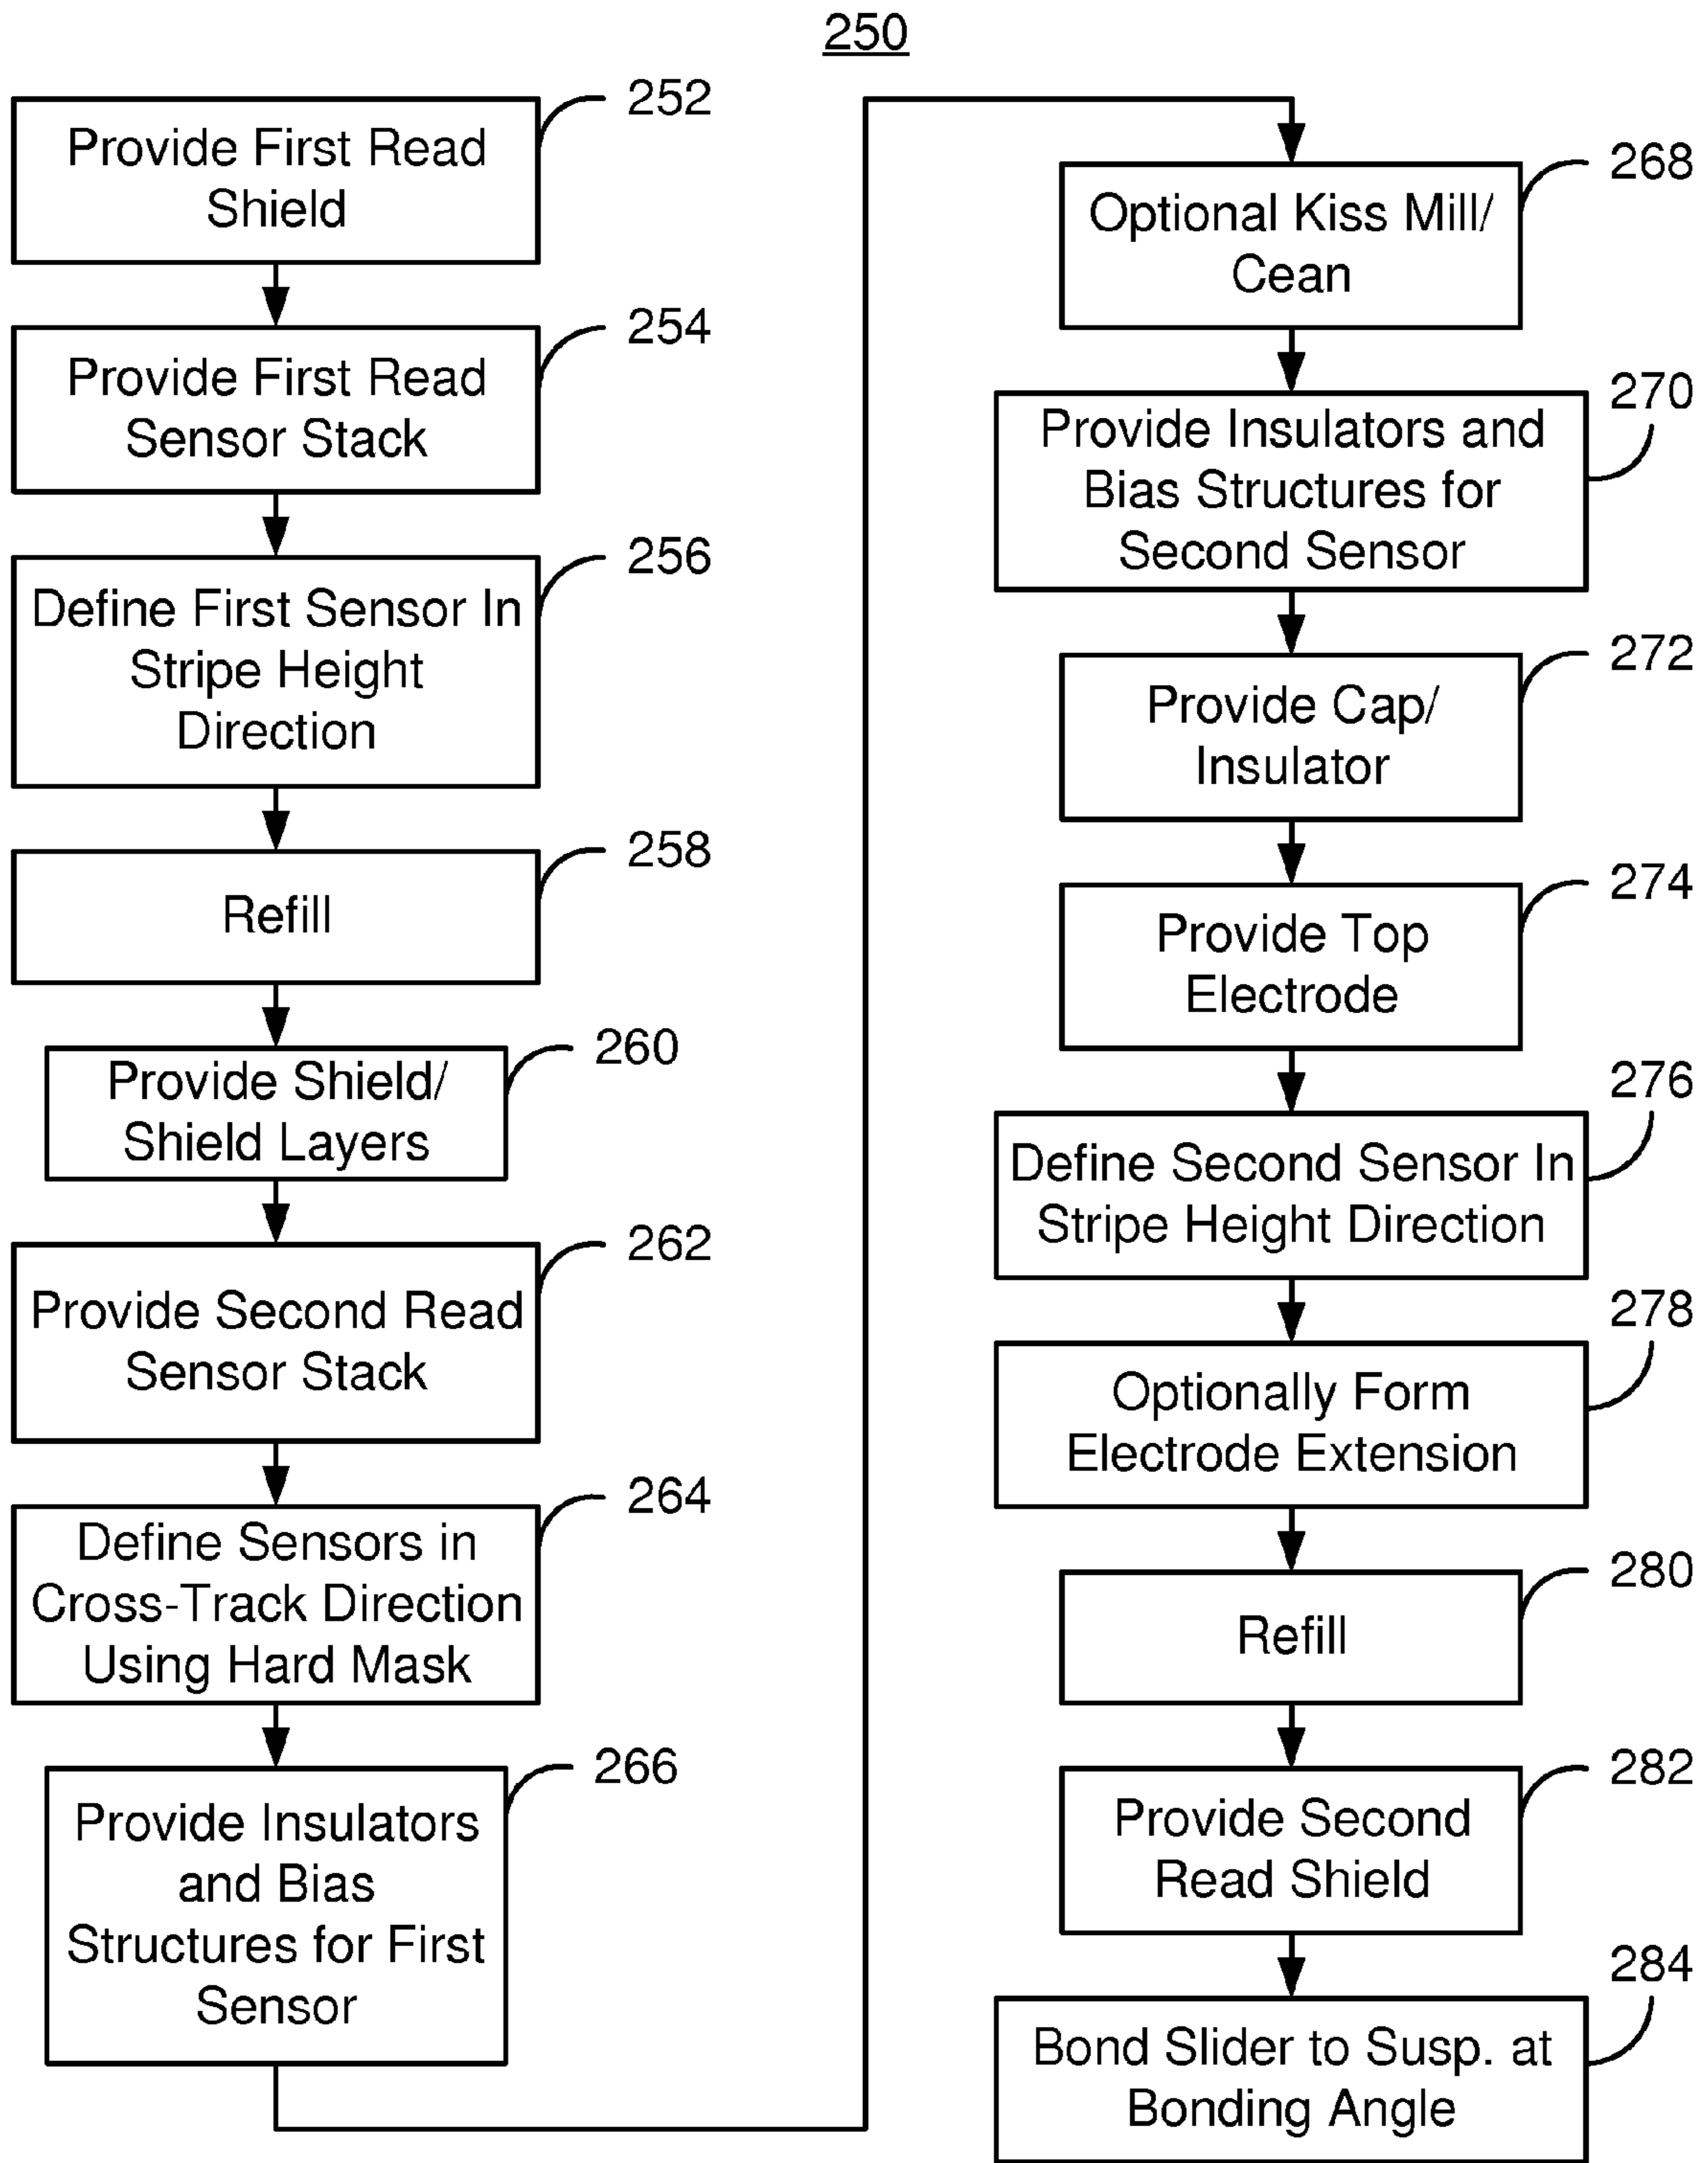 250
252
Provide First Read
Shield
254
Provide First Read
Sensor Stack
256
Define First Sensor In
Stripe Height
Direction
258
Refill
260
Provide Shield/
Shield Layers
262
Provide Second Read
Sensor Stack
264
Define Sensors in
Cross-Track Direction
Using Hard Mask
266
Provide Insulators
and Bias
Structures for First
Sensor
268
Optional Kiss Mill/
Cean
270
Provide Insulators and
Bias Structures for
Second Sensor
272
Provide Cap/
Insulator
274
Provide Top
Electrode
276
Define Second Sensor In
Stripe Height Direction
278
Optionally Form
Electrode Extension
280
Refill
282
Provide Second
Read Shield
284
Bond Slider to Susp. at
Bonding Angle